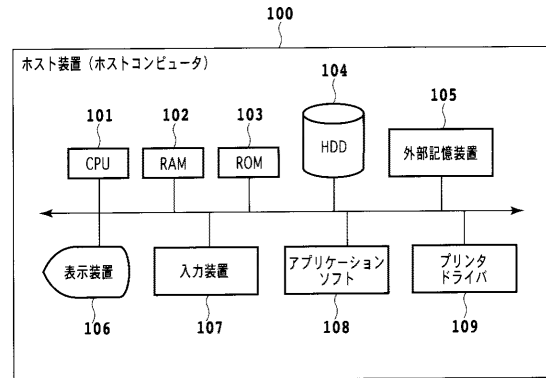 100
ホスト装置(ホストコンピュータ)
101
102
103
104
105
CPU
RAM
ROM
HDD
外部記憶装置
表示装置
入力装置
アプリケーション
ソフト
プリンタ
ドライバ
106
107
108
109